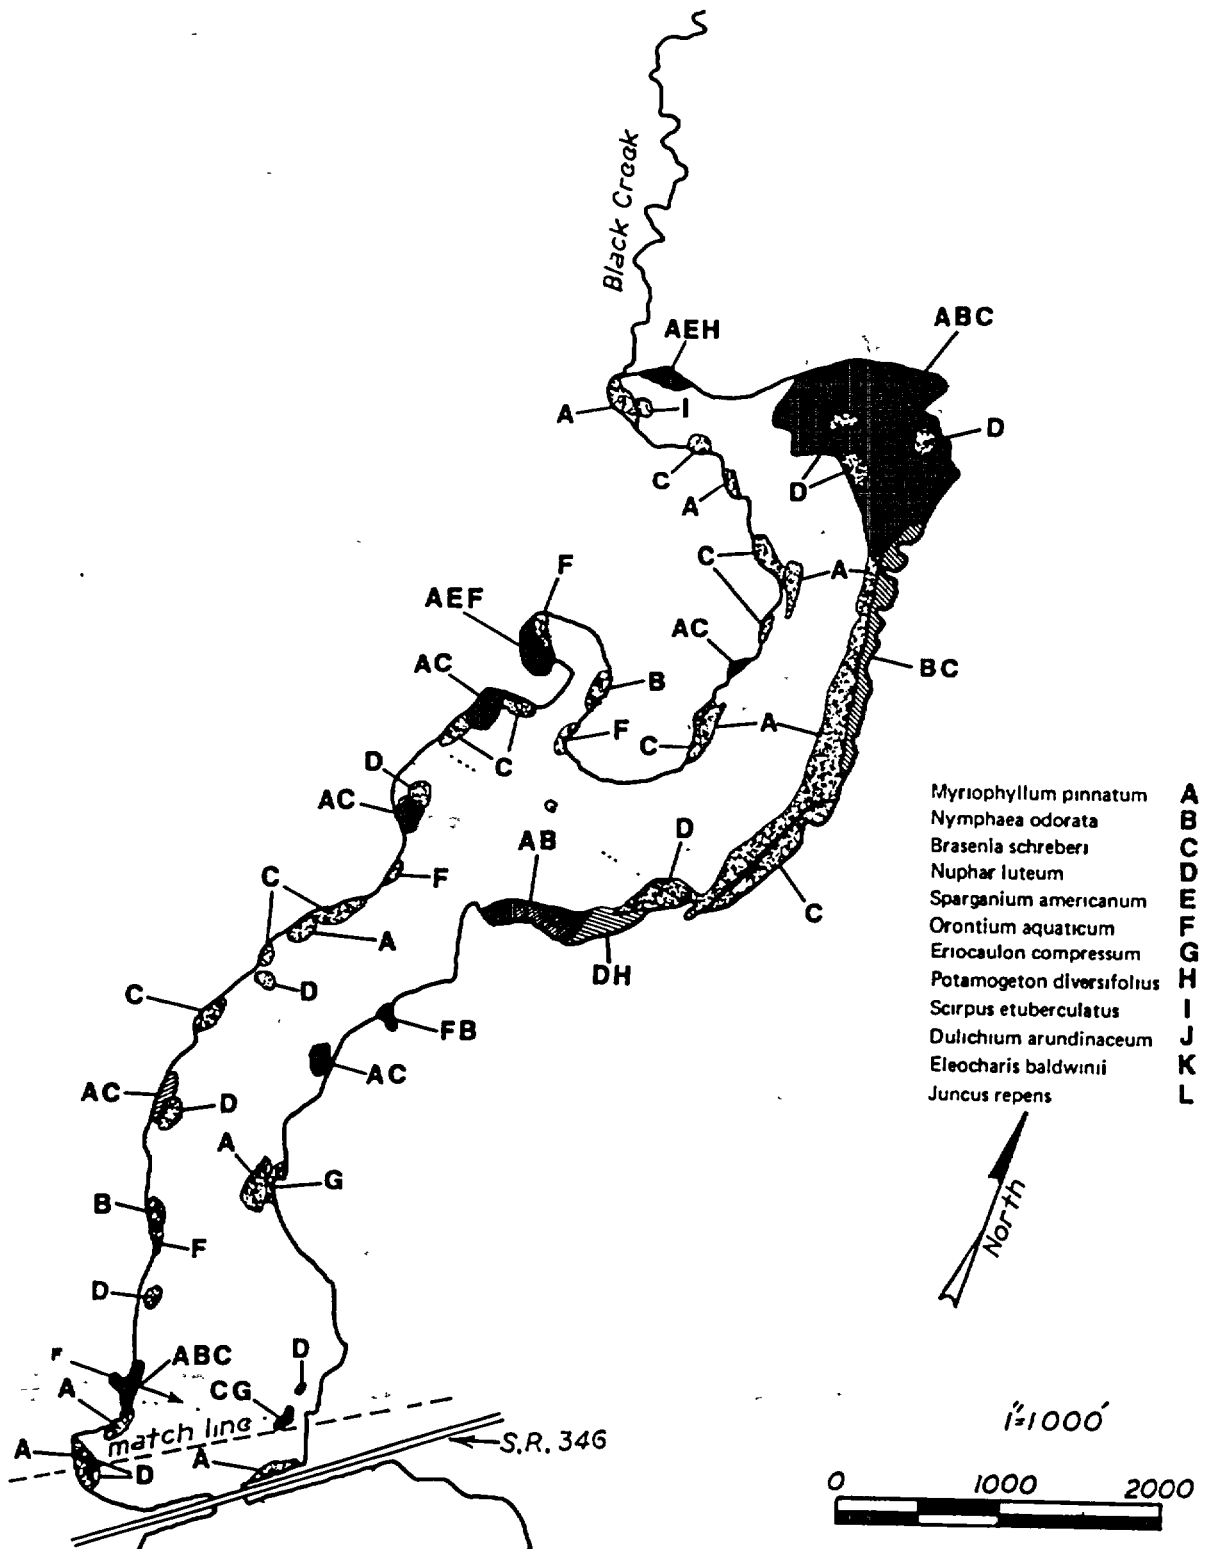 Black Creek
ABC
AEH
A
I
D
C
D
A
C
A
F
AEF
AC
AC
B
BC
F
A
C
C
D
AC
Myriophyllum pinnatum A
Nymphaea odorata B
Brasenia schreberi C
Nuphar luteum D
Sparganium americanum E
Orontium aquaticum F
Eriocaulon compressum G
Potamogeton diversifolius H
Scirpus etuberculatus I
Dulichium arundinaceum J
Eleocharis baldwinii K
Juncus repens L
AB
D
C
F
C
A
DH
D
C
FB
AC
AC
D
A
G
B
F
D
North
D
F
ABC
A
CG
match line
A
D
A
S.R. 346
1"=1000'
0 1000 2000